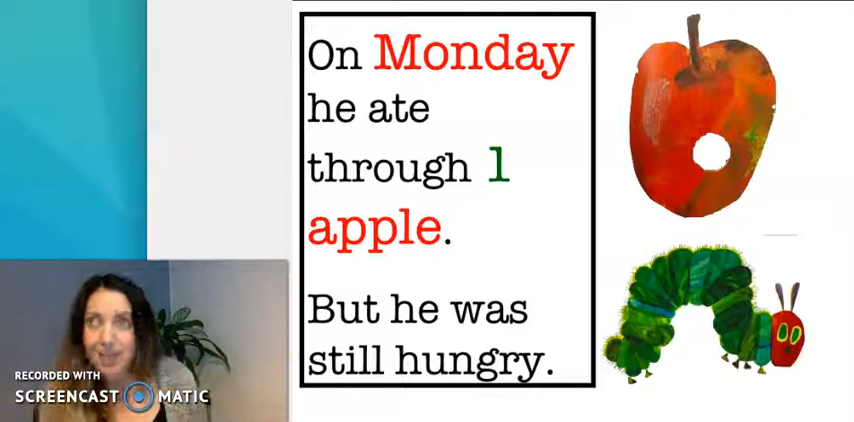 On Monday
he ate
through 1
apple.
But he was
still hungry.
RECORDED WITH
SCREENCAST MATIC